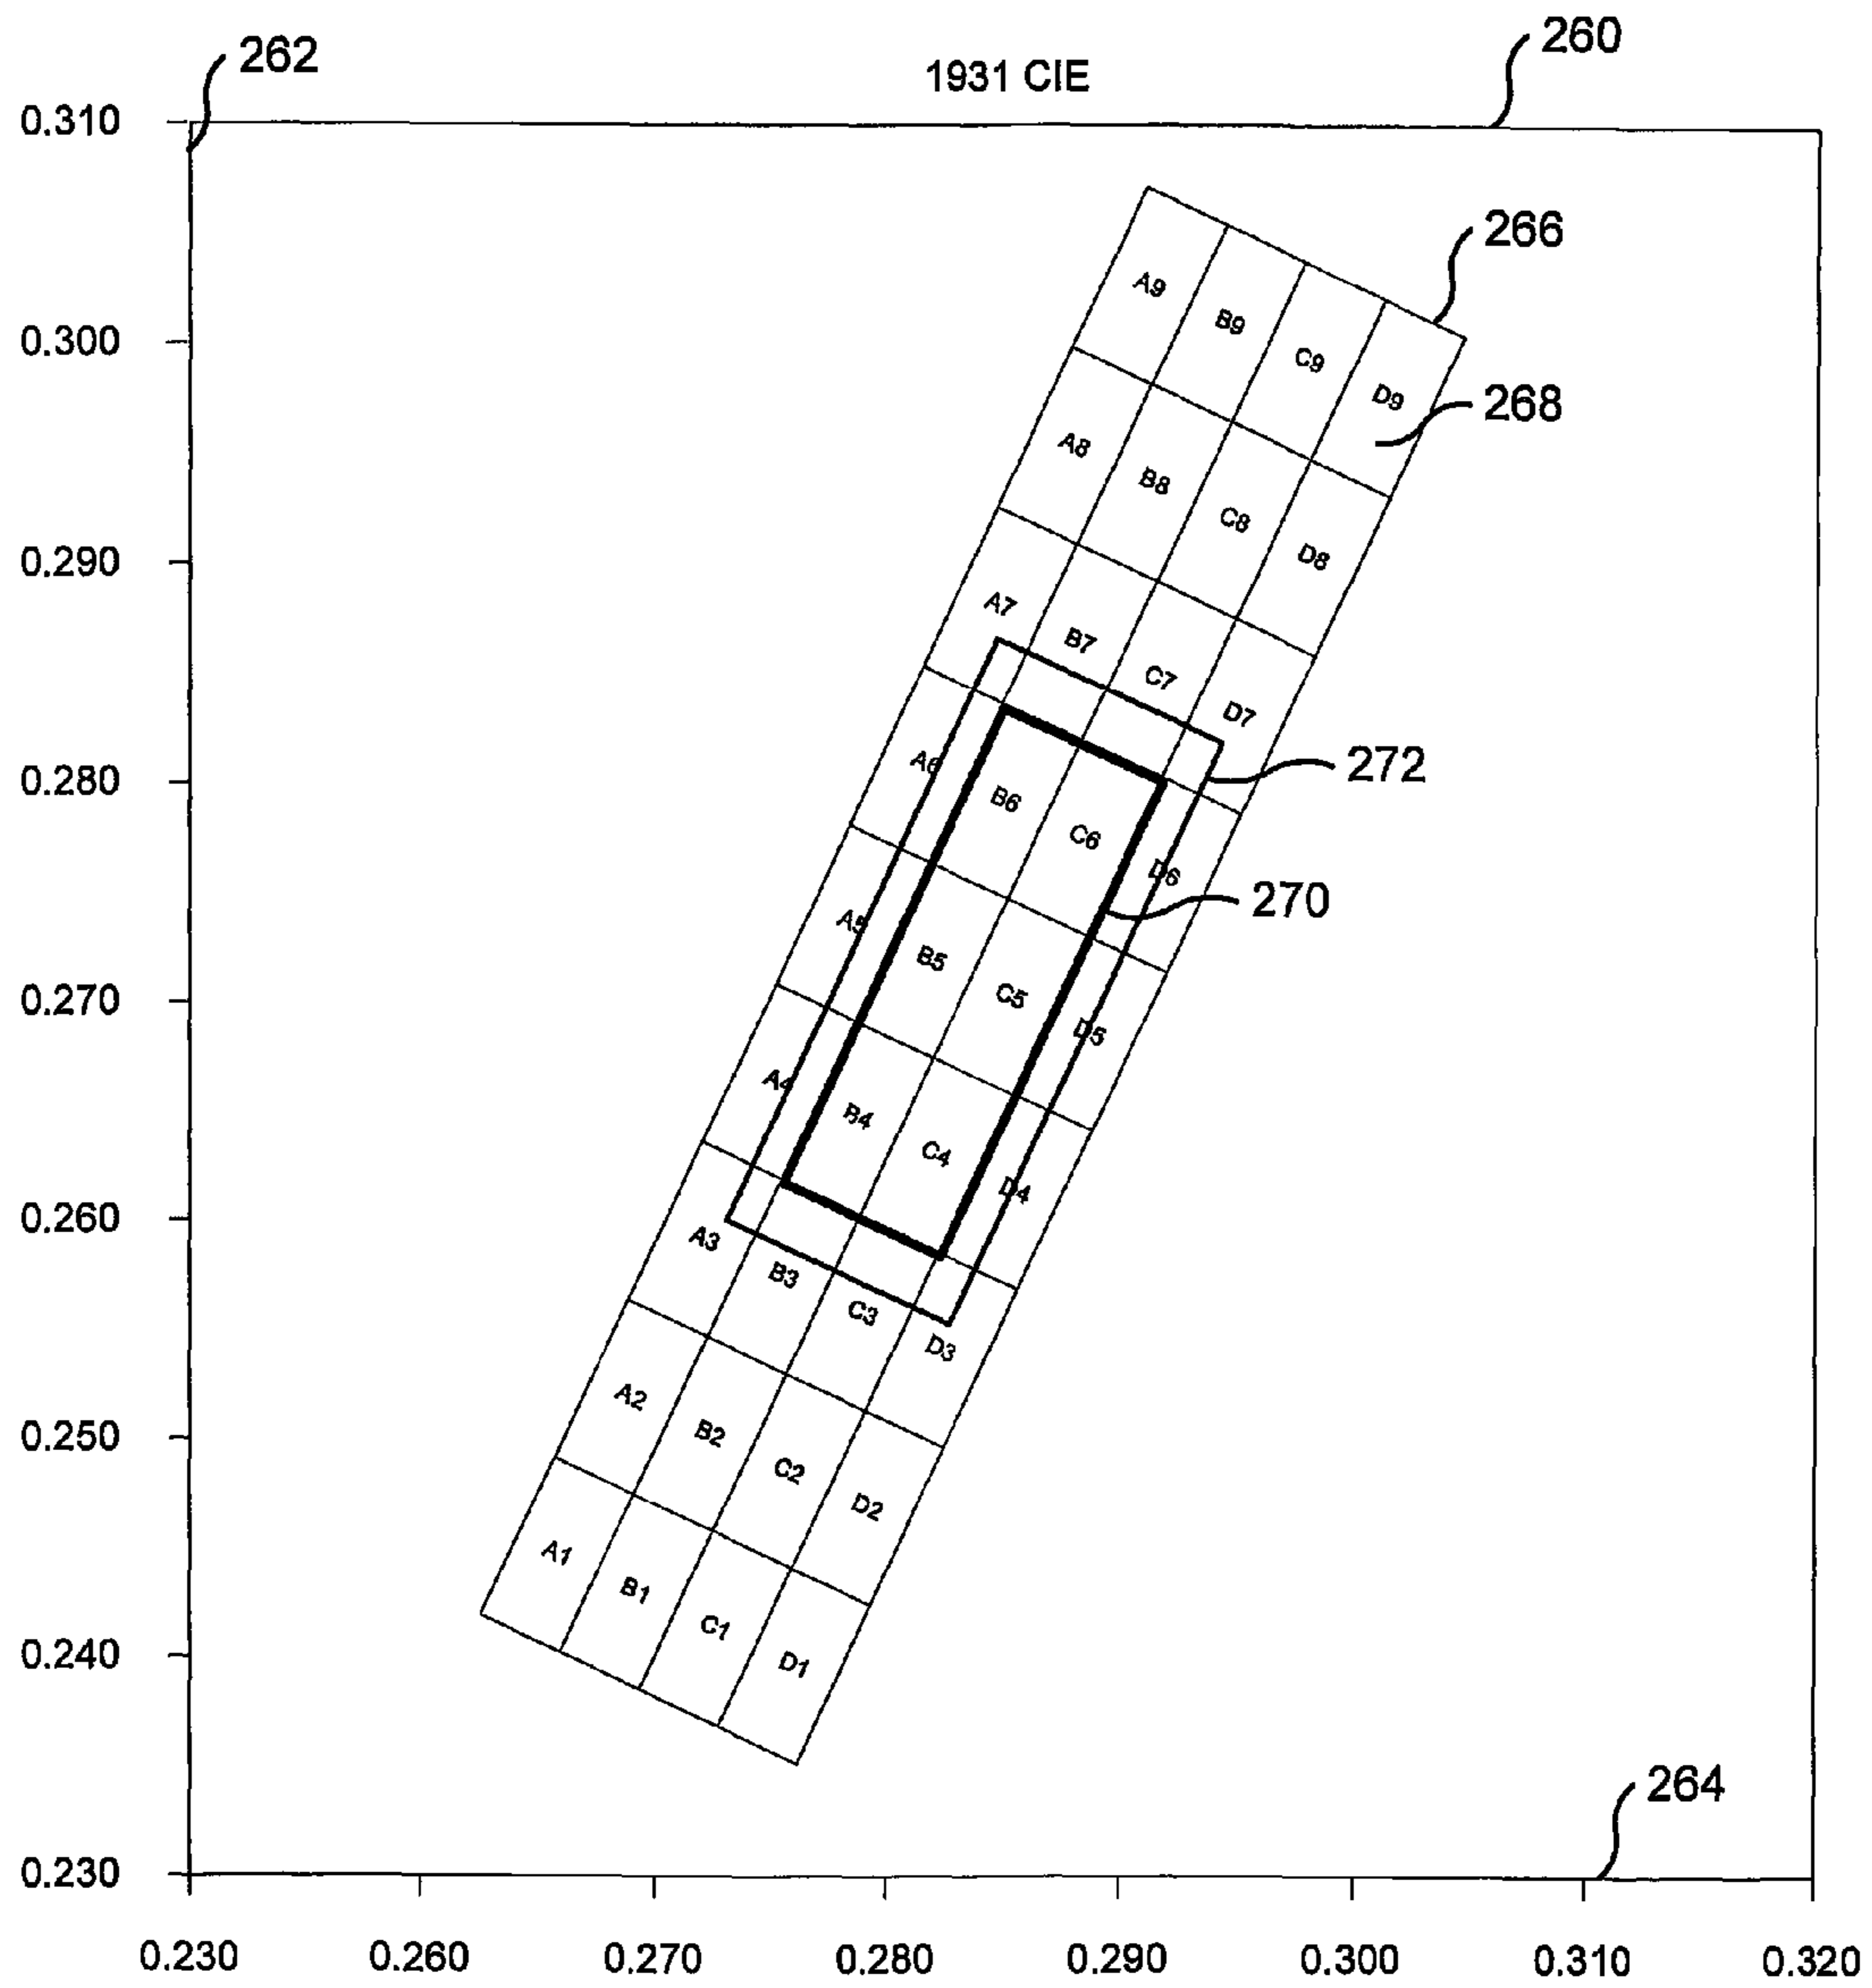 262
260
1931 CIE
0.310
266
A9
B9
0.300
C9
D9
268
A8
B8
C8
D8
0.290
A7
B7
C7
D7
272
A6
0.280
B6
C6
D6
270
A5
B5
C5
0.270
D5
A4
B4
C4
D4
0.260
A3
B3
C3
D3
A2
0.250
B2
C2
D2
A1
B1
C1
0.240
D1
264
0.230
0.230 0.260 0.270 0.280 0.290 0.300 0.310 0.320